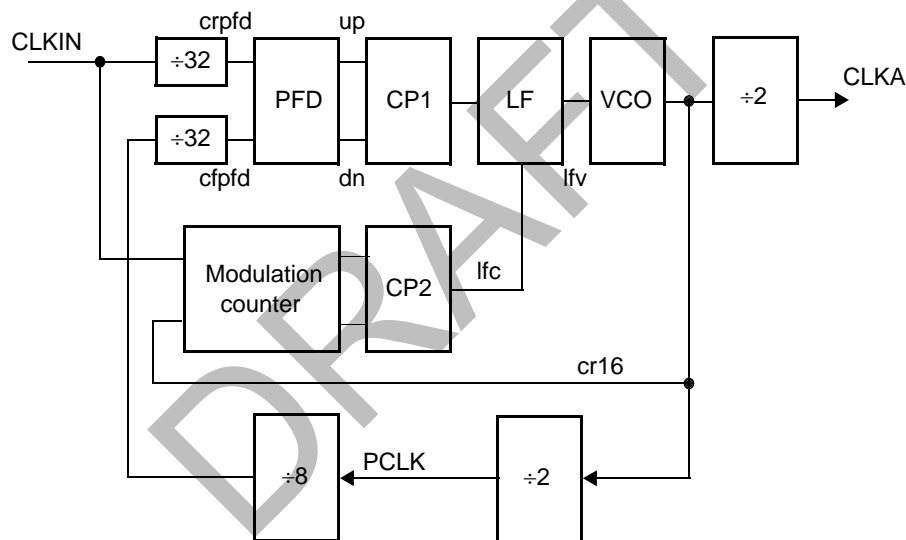 crpfd
up
CLKIN
÷32
PFD
CP1
LF
VCO
÷2
CLKA
÷32
cfpfd
dn
lfv
Modulation
counter
CP2
lfc
cr16
÷8
PCLK
÷2
DRAFT